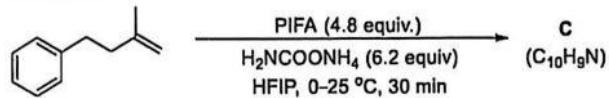 PIFA (4.8 equiv.)
H₂NCOONH₄ (6.2 equiv)
HFIP, 0–25 °C, 30 min
C
(C₁₀H₉N)